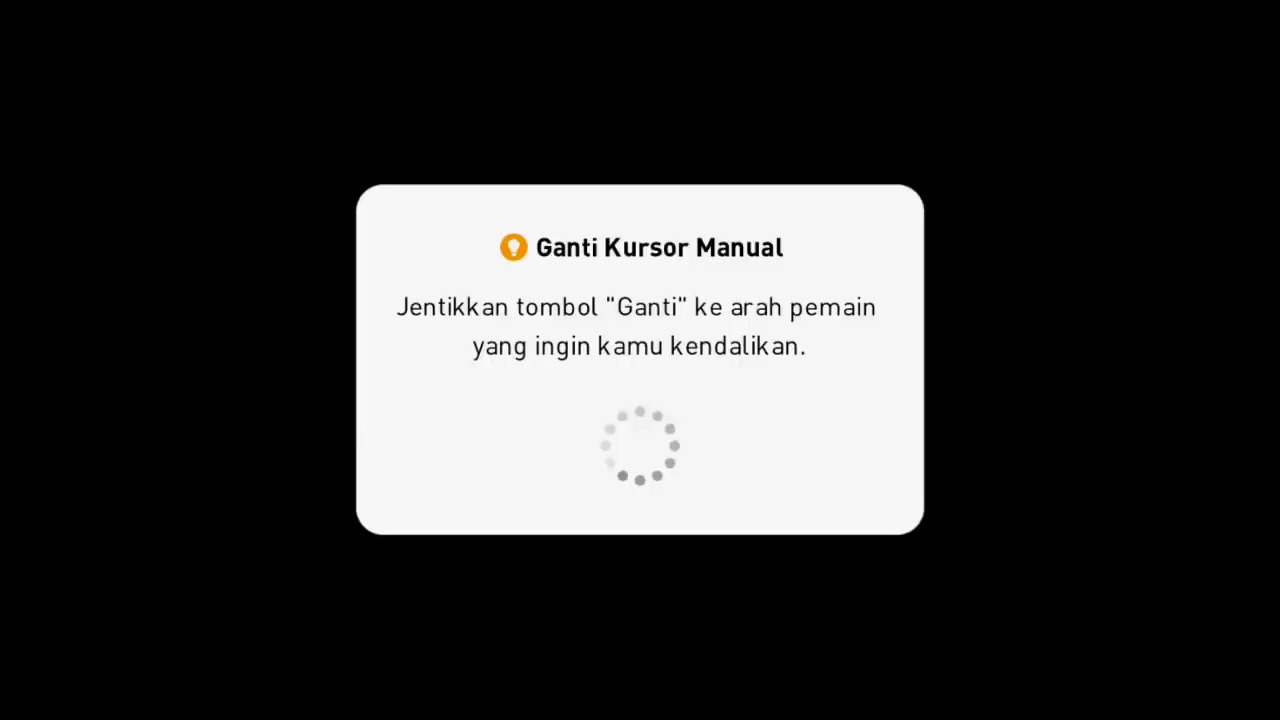 Ganti Kursor Manual
Jentikkan tombol "Ganti" ke arah pemain
yang ingin kamu kendalikan.